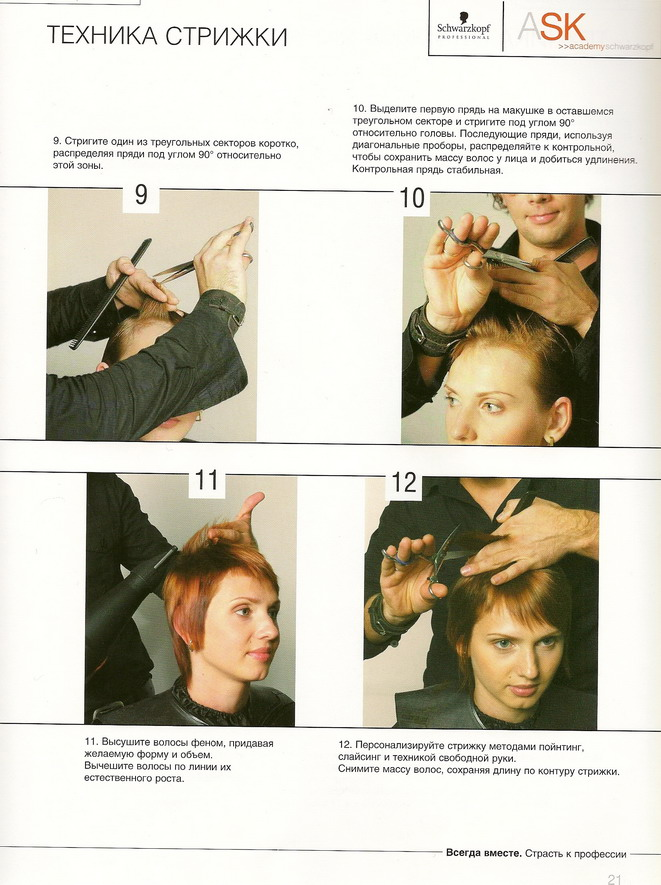 ТЕХНИКА СТРИЖКИ
Schwarzkopf
PROFESSIONAL
ASK
>>academyschwarzkopf
9. Стригите один из треугольных секторов коротко,
распределяя пряди под углом 90° относительно
этой зоны.
10. Выделите первую прядь на макушке в оставшемся
треугольном секторе и стригите под углом 90°
относительно головы. Последующие пряди, используя
диагональные проборы, распределяйте к контрольной,
чтобы сохранить массу волос у лица и добиться удлинения.
Контрольная прядь стабильная.
9
10
11
12
11. Высушите волосы феном, придавая
желаемую форму и объем.
Вычешите волосы по линии их
естественного роста.
12. Персонализируйте стрижку методами пойнтинг,
слайсинг и техникой свободной руки.
Снимите массу волос, сохраняя длину по контуру стрижки.
Всегда вместе. Страсть к профессии
21